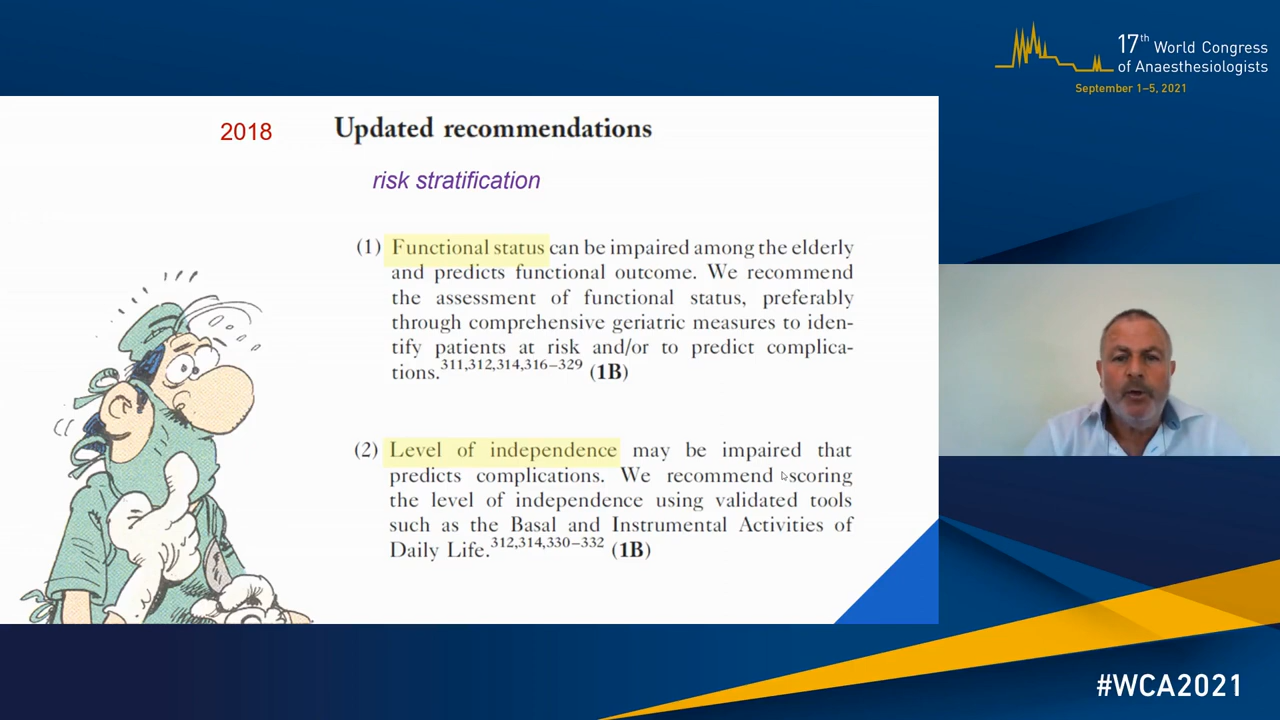 17th World Congress
of Anaesthesiologists
September 1–5, 2021
2018
Updated recommendations
risk stratification
(1) Functional status can be impaired among the elderly
and predicts functional outcome. We recommend
the assessment of functional status, preferably
through comprehensive geriatric measures to iden-
tify patients at risk and/or to predict complica-
tions.311,312,314,316–329 (1B)
(2) Level of independence may be impaired that
predicts complications. We recommend scoring
the level of independence using validated tools
such as the Basal and Instrumental Activities of
Daily Life.312,314,330–332 (1B)
#WCA2021